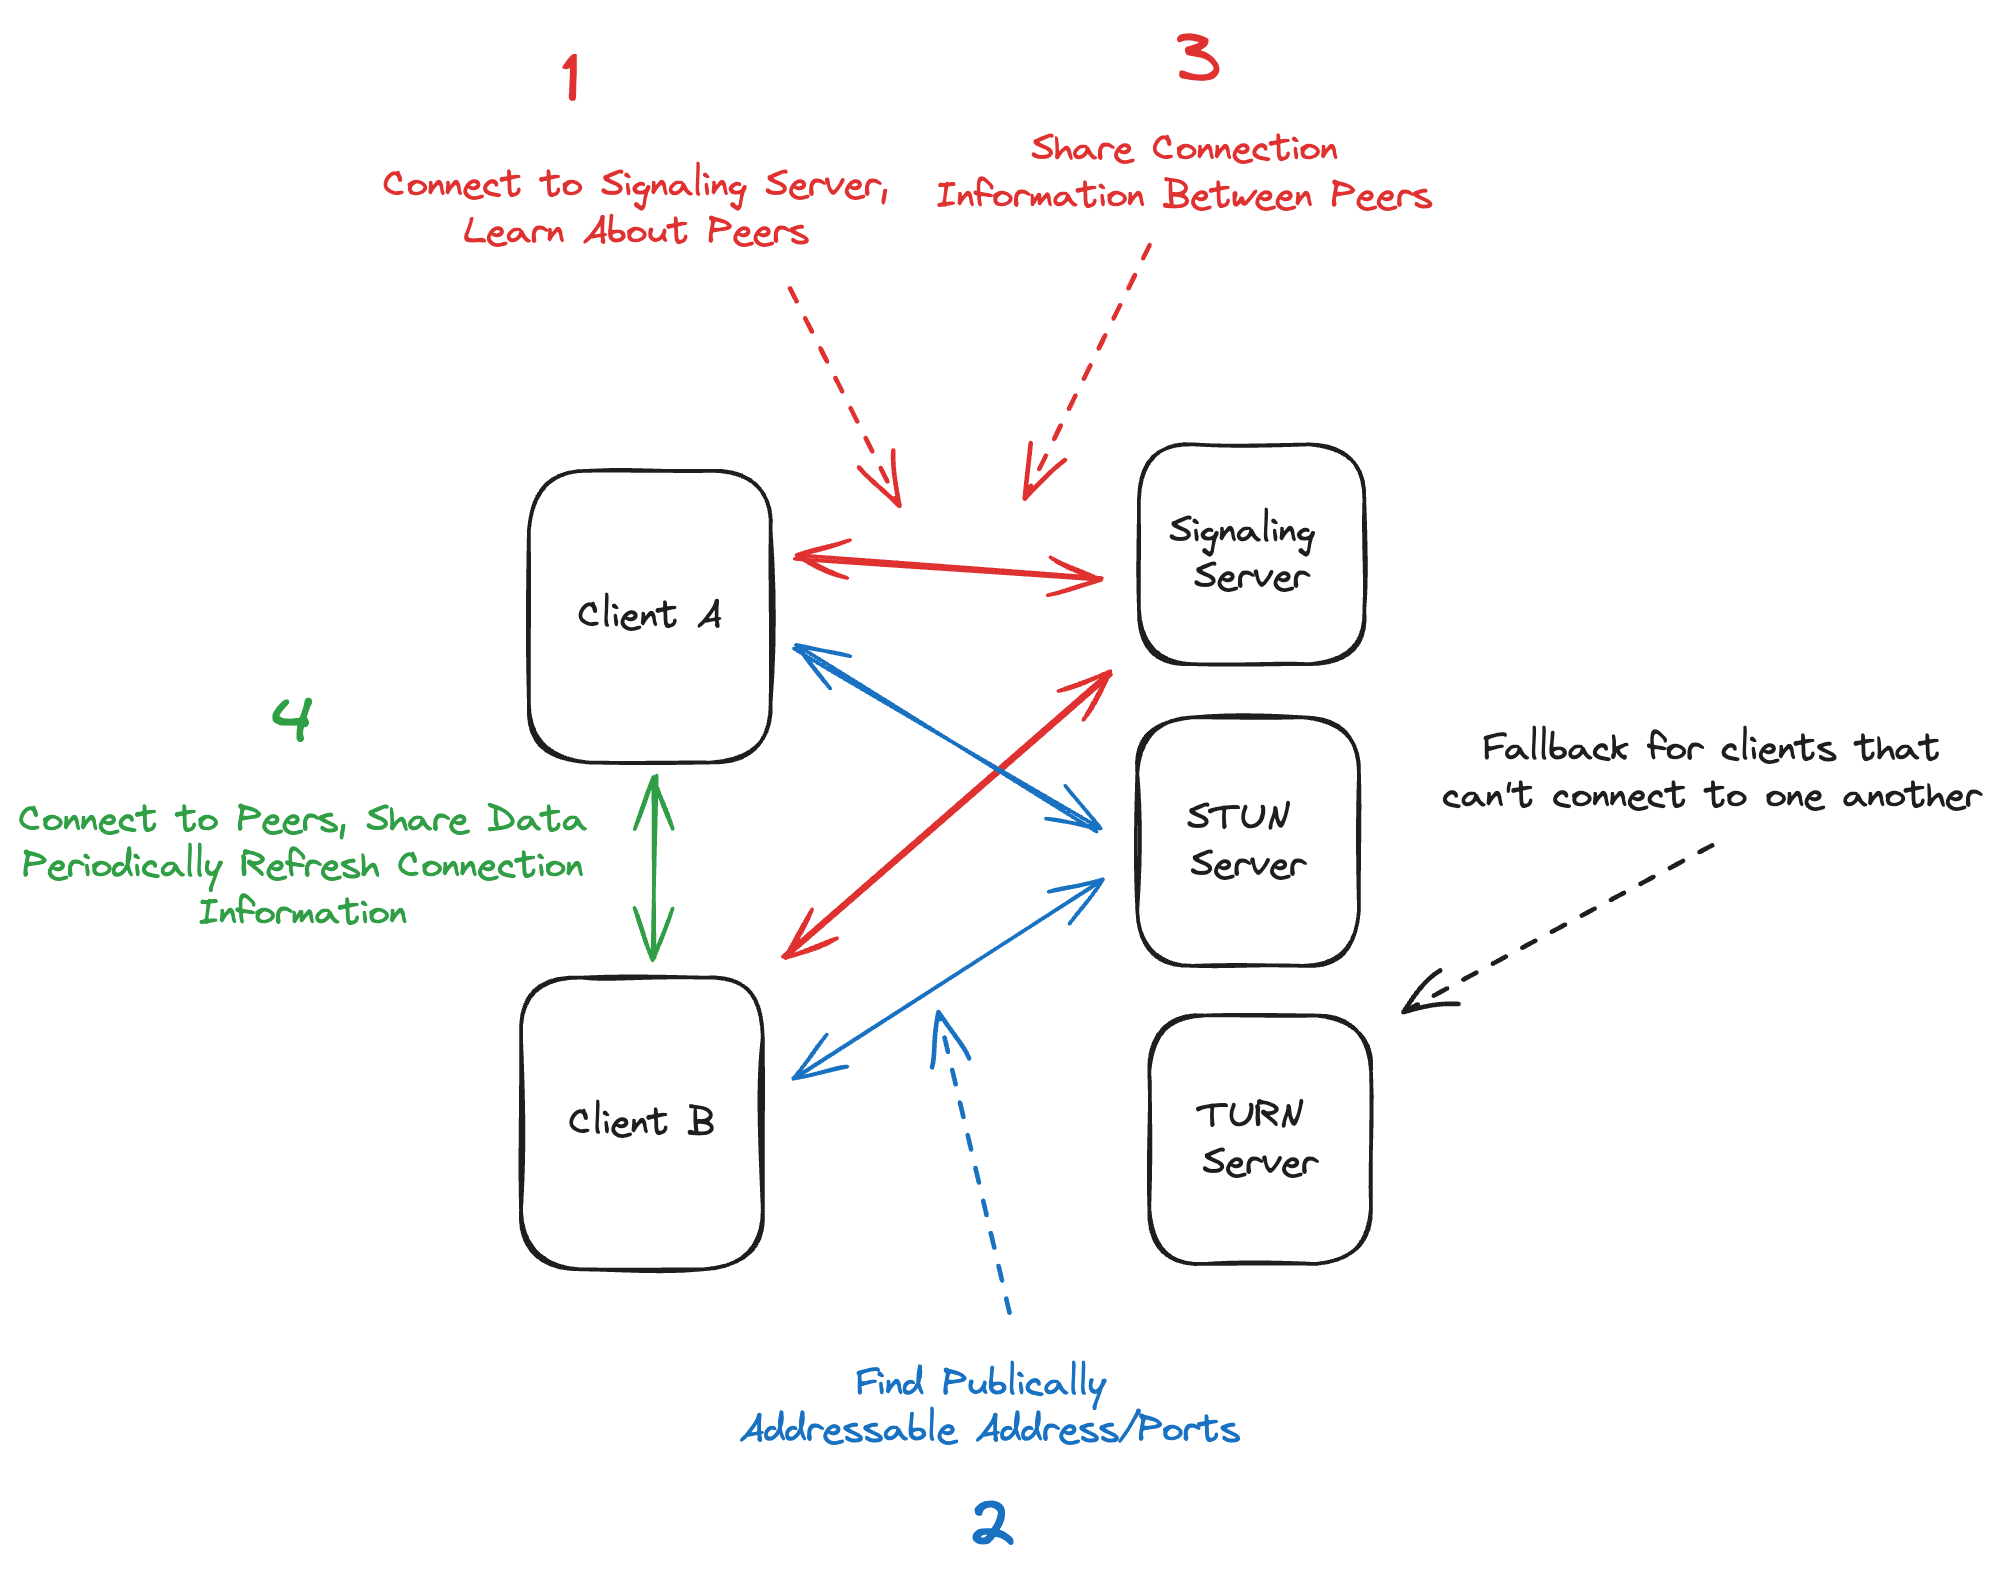 1
Connect to Signaling Server,
Learn About Peers
3
Share Connection
Information Between Peers
Client A
Signaling
Server
4
Connect to Peers, Share Data
Periodically Refresh Connection
Information
STUN
Server
Fallback for clients that
can't connect to one another
Client B
TURN
Server
Find Publically
Addressable Address/Ports
2